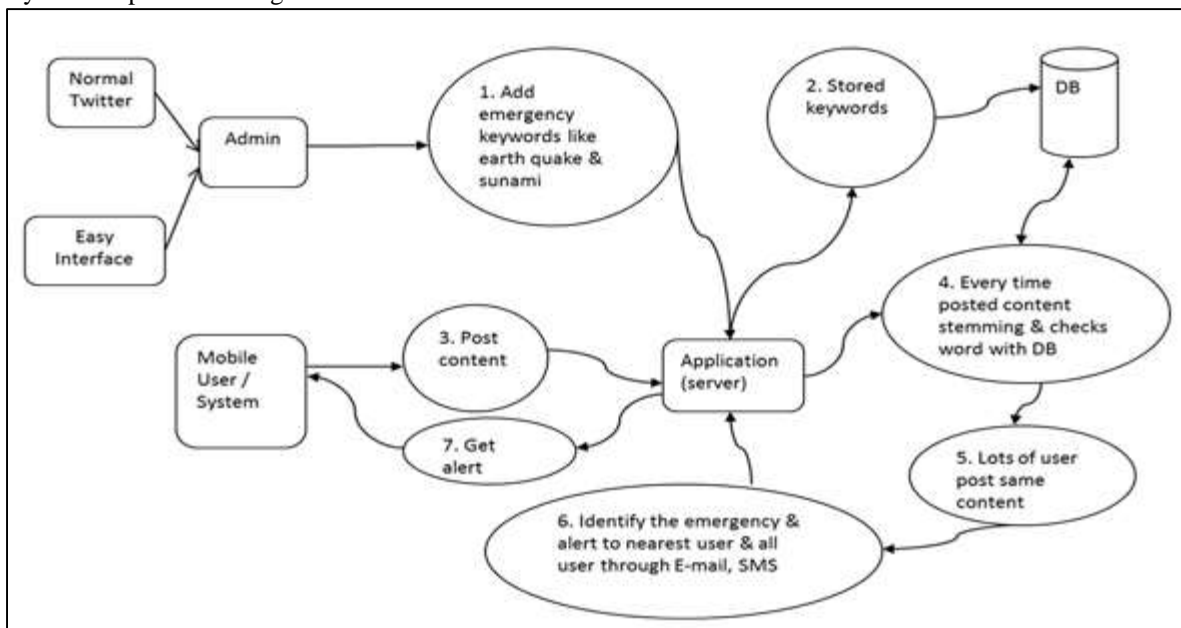 Normal
Twitter
Admin
Easy
Interface
1. Add
emergency
keywords like
earth quake &
sunami
2. Stored
keywords
DB
Mobile
User /
System
3. Post
content
7. Get
alert
Application
(server)
4. Every time
posted content
stemming & checks
word with DB
5. Lots of user
post same
content
6. Identify the emergency &
alert to nearest user & all
user through E-mail, SMS